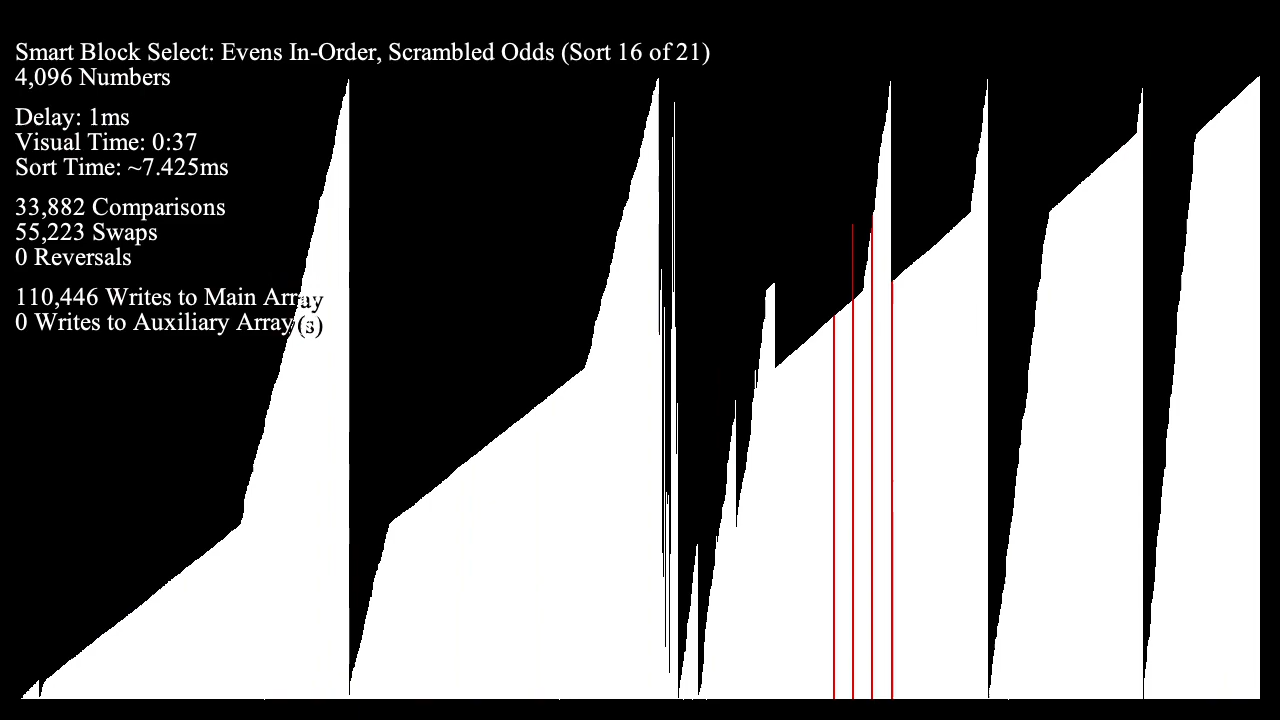 Smart Block Select: Evens In-Order, Scrambled Odds (Sort 16 of 21)
4,096 Numbers
Delay: 1ms
Visual Time: 0:37
Sort Time: ~7.425ms
33,882 Comparisons
55,223 Swaps
0 Reversals
110,446 Writes to Main Array
0 Writes to Auxiliary Array(s)